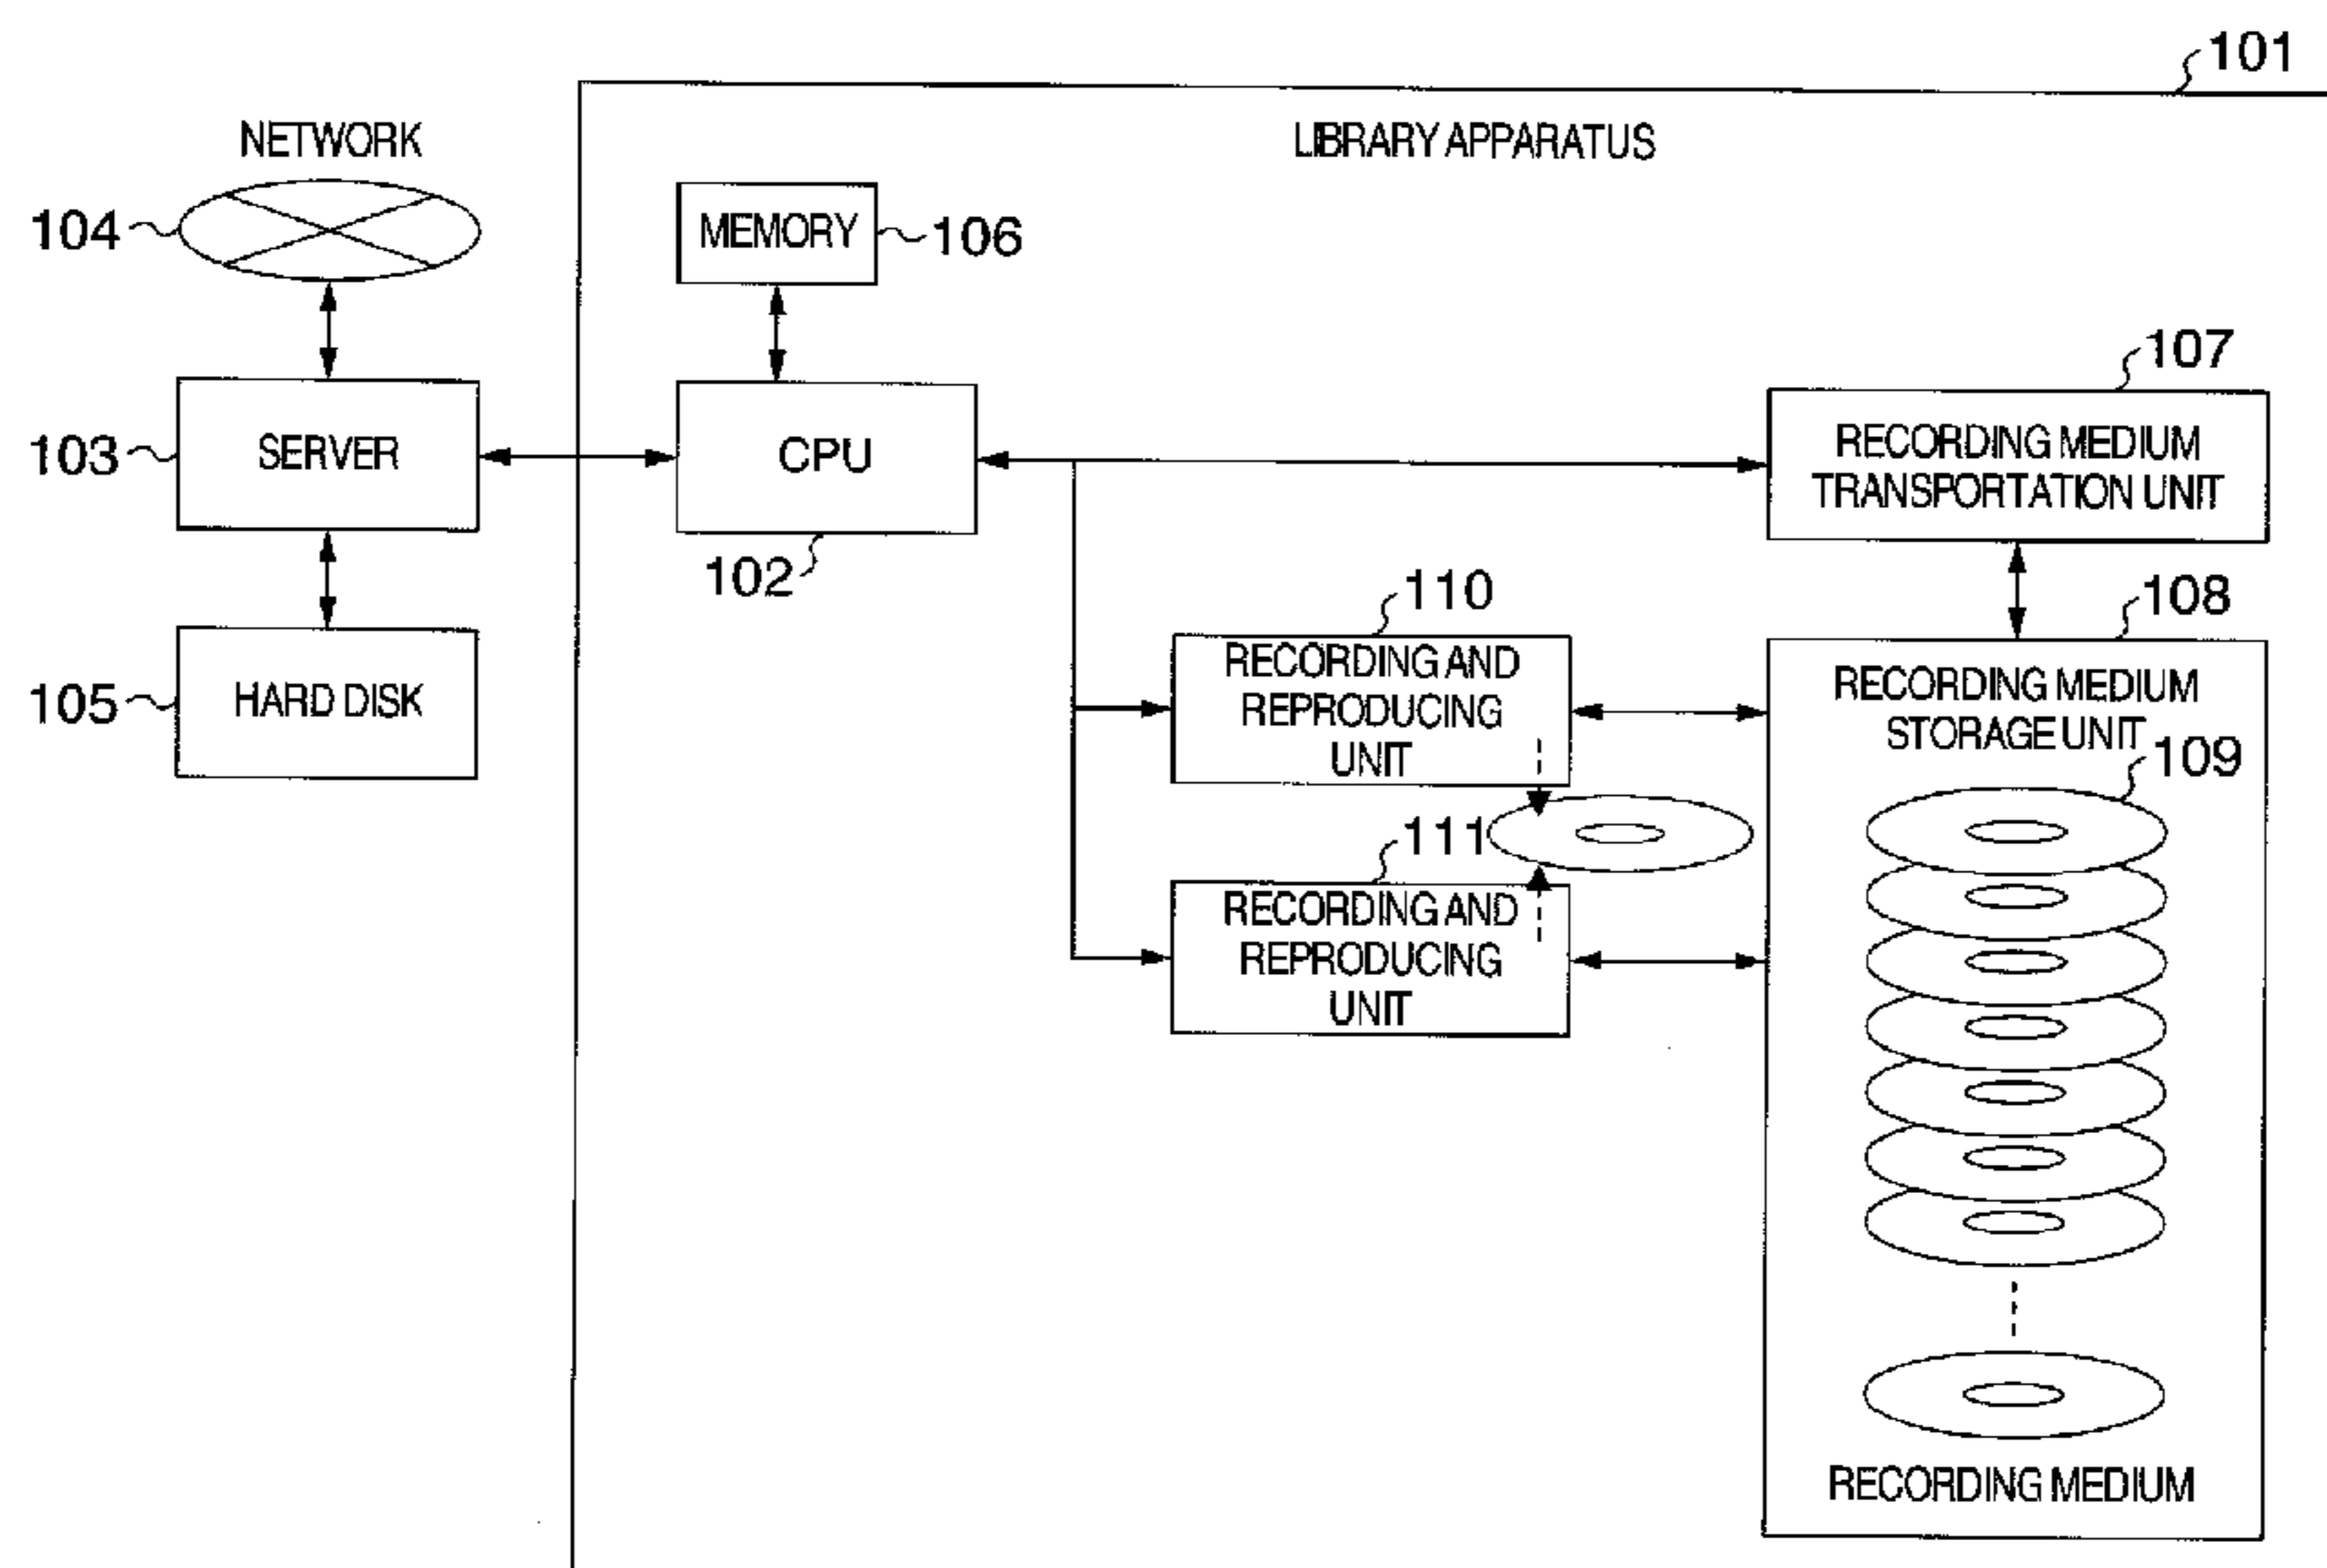 101
LIBRARY APPARATUS
NETWORK
104
MEMORY
106
107
103
SERVER
CPU
RECORDING MEDIUM
TRANSPORTATION UNIT
102
110
108
105
HARD DISK
RECORDING AND
REPRODUCING
UNIT
RECORDING MEDIUM
STORAGE UNIT
109
111
RECORDING AND
REPRODUCING
UNIT
RECORDING MEDIUM